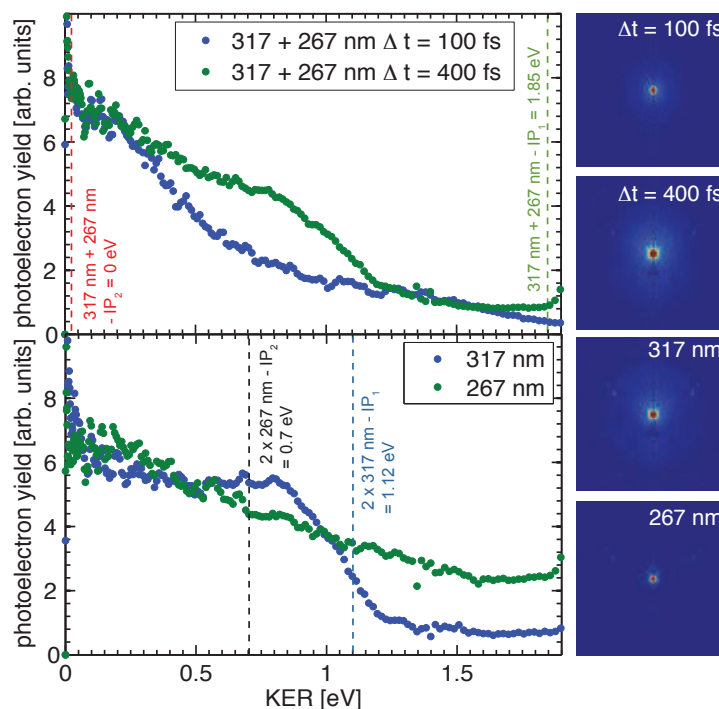 317 + 267 nm Δ t = 100 fs
317 + 267 nm Δ t = 400 fs
photoelectron yield [arb. units]
8
6
4
2
0
317 nm + 267 nm
- IP₂ = 0 eV
317 nm + 267 nm - IP₁ = 1.85 eV
Δt = 100 fs
Δt = 400 fs
317 nm
267 nm
317 nm
267 nm
photoelectron yield [arb. units]
8
6
4
2
0
2 x 267 nm - IP₂
= 0.7 eV
2 x 317 nm - IP₁
= 1.12 eV
0
0.5
1
1.5
KER [eV]